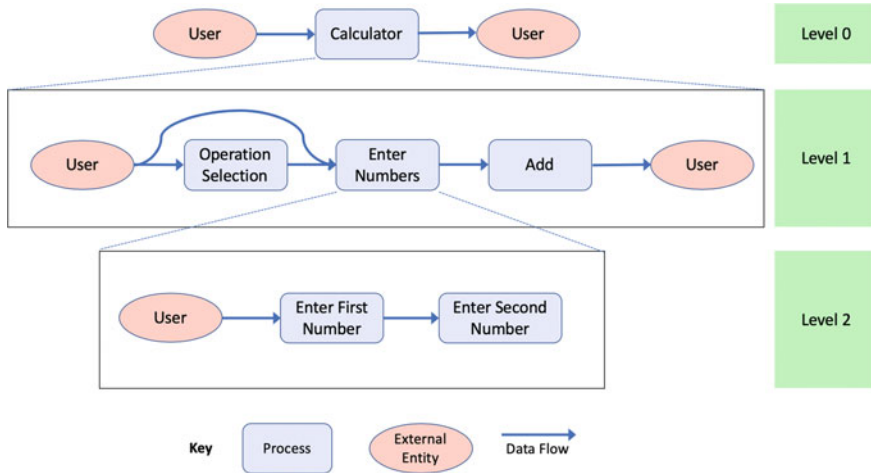 User
Calculator
User
Level 0
User
Operation
Selection
Enter
Numbers
Add
User
Level 1
User
Enter First
Number
Enter Second
Number
Level 2
Key
Process
External
Entity
Data Flow